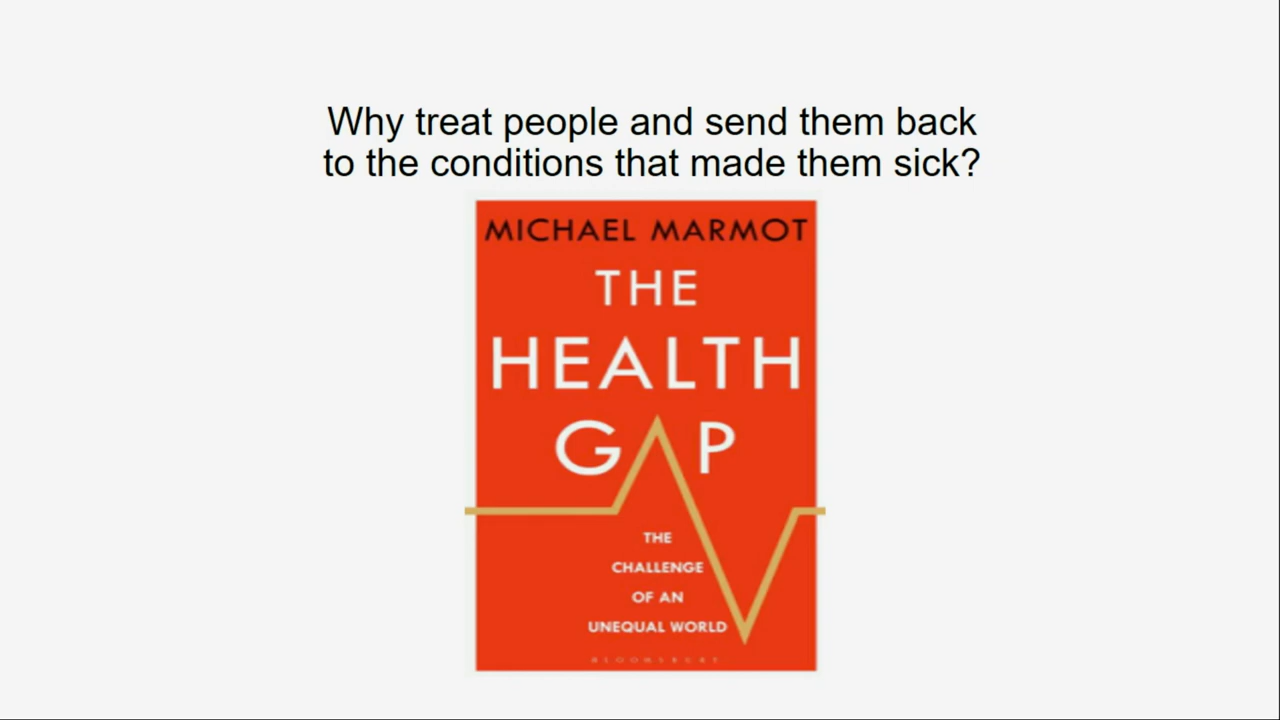 Why treat people and send them back
to the conditions that made them sick?
MICHAEL MARMOT
THE
HEALTH
GAP
THE
CHALLENGE
OF AN
UNEQUAL WORLD
BLOOMSBURY